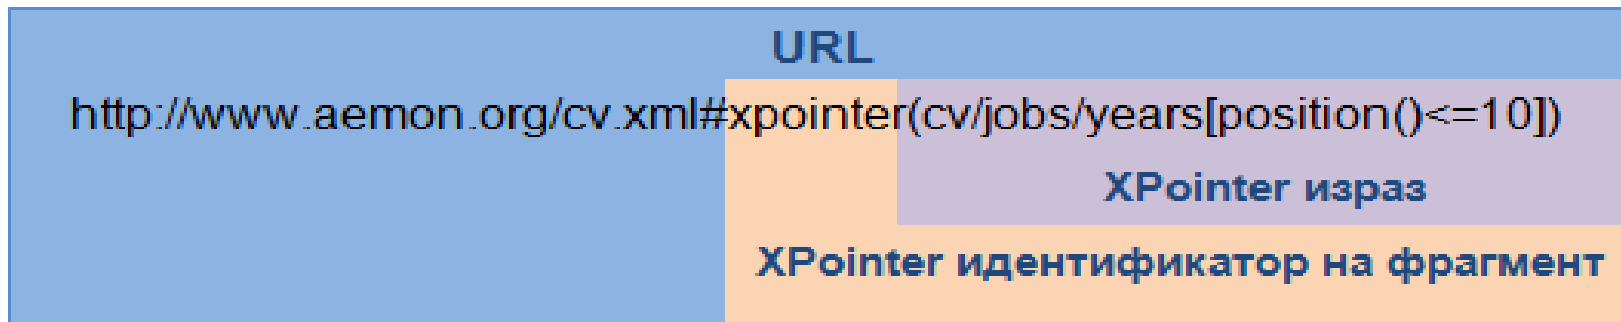 URL
http://www.aemon.org/cv.xml#xpointer(cv/jobs/years[position()<=10])
XPointer израз
XPointer идентификатор на фрагмент